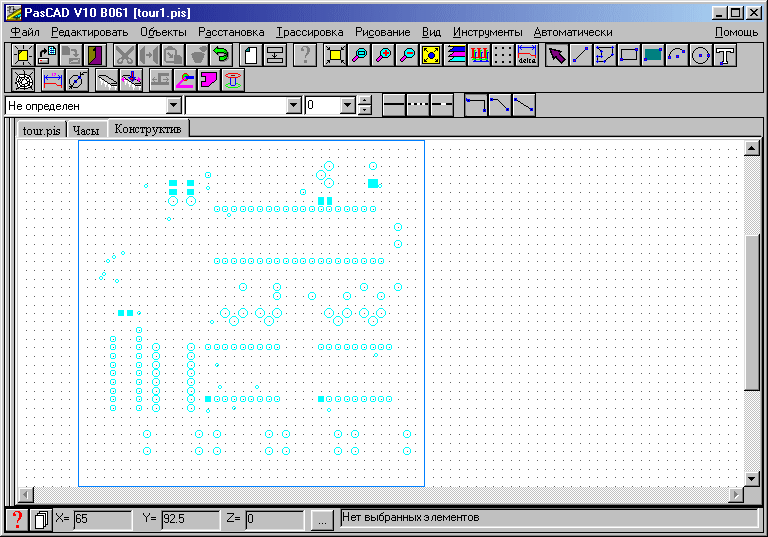 PasCAD V10 B061 [tour1.pis]
Файл Редактировать Объекты Расстановка Трассировка Рисование Вид Инструменты Автоматически Помощь
delta
Не определен 0
tour.pis Часы Конструктив
X= 65 Y= 92.5 Z= 0 ... Нет выбранных элементов